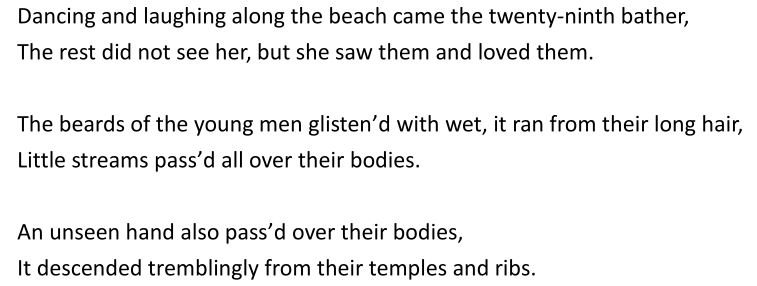 Dancing and laughing along the beach came the twenty-ninth bather,
The rest did not see her, but she saw them and loved them.
The beards of the young men glisten’d with wet, it ran from their long hair,
Little streams pass’d all over their bodies.
An unseen hand also pass’d over their bodies,
It descended tremblingly from their temples and ribs.